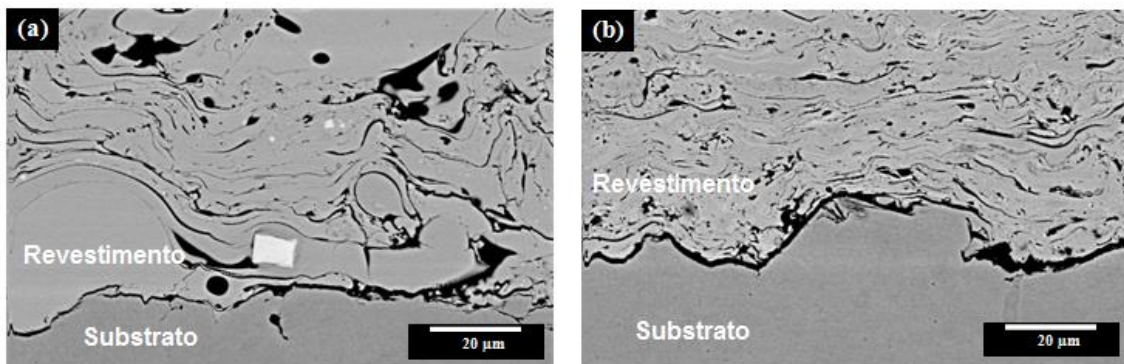 (a)
Revestimento
Substrato
20 µm
(b)
Revestimento
Substrato
20 µm